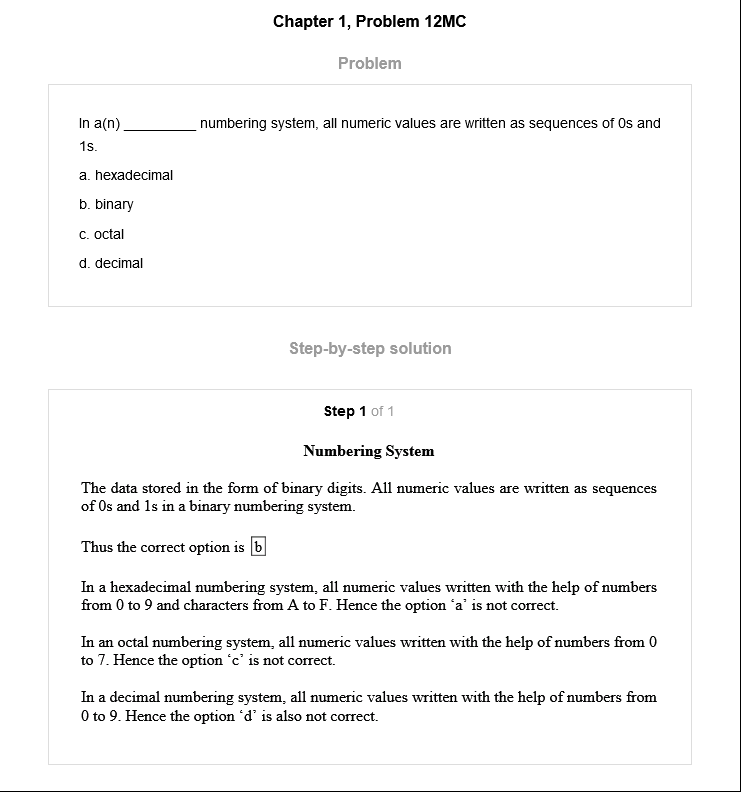 Chapter 1, Problem 12MC
Problem
In a(n) __________ numbering system, all numeric values are written as sequences of 0s and
1s.
a. hexadecimal
b. binary
c. octal
d. decimal
Step-by-step solution
Step 1 of 1
Numbering System
The data stored in the form of binary digits. All numeric values are written as sequences
of 0s and 1s in a binary numbering system.
Thus the correct option is b
In a hexadecimal numbering system, all numeric values written with the help of numbers
from 0 to 9 and characters from A to F. Hence the option ‘a’ is not correct.
In an octal numbering system, all numeric values written with the help of numbers from 0
to 7. Hence the option ‘c’ is not correct.
In a decimal numbering system, all numeric values written with the help of numbers from
0 to 9. Hence the option ‘d’ is also not correct.